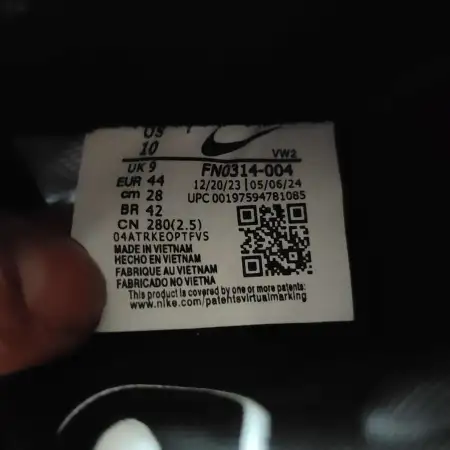 US
10
VW2
UK 9
FN0314-004
EUR 44
12/20/23 | 05/06/24
cm 28
UPC 00197594781085
BR 42
CN 280(2.5)
04ATRKEOPTFVS
MADE IN VIETNAM
HECHO EN VIETNAM
FABRIQUE AU VIETNAM
FABRICADO NO VIETNA
This product is covered by one or more patents:
www.nike.com/patentsvirtualmarking